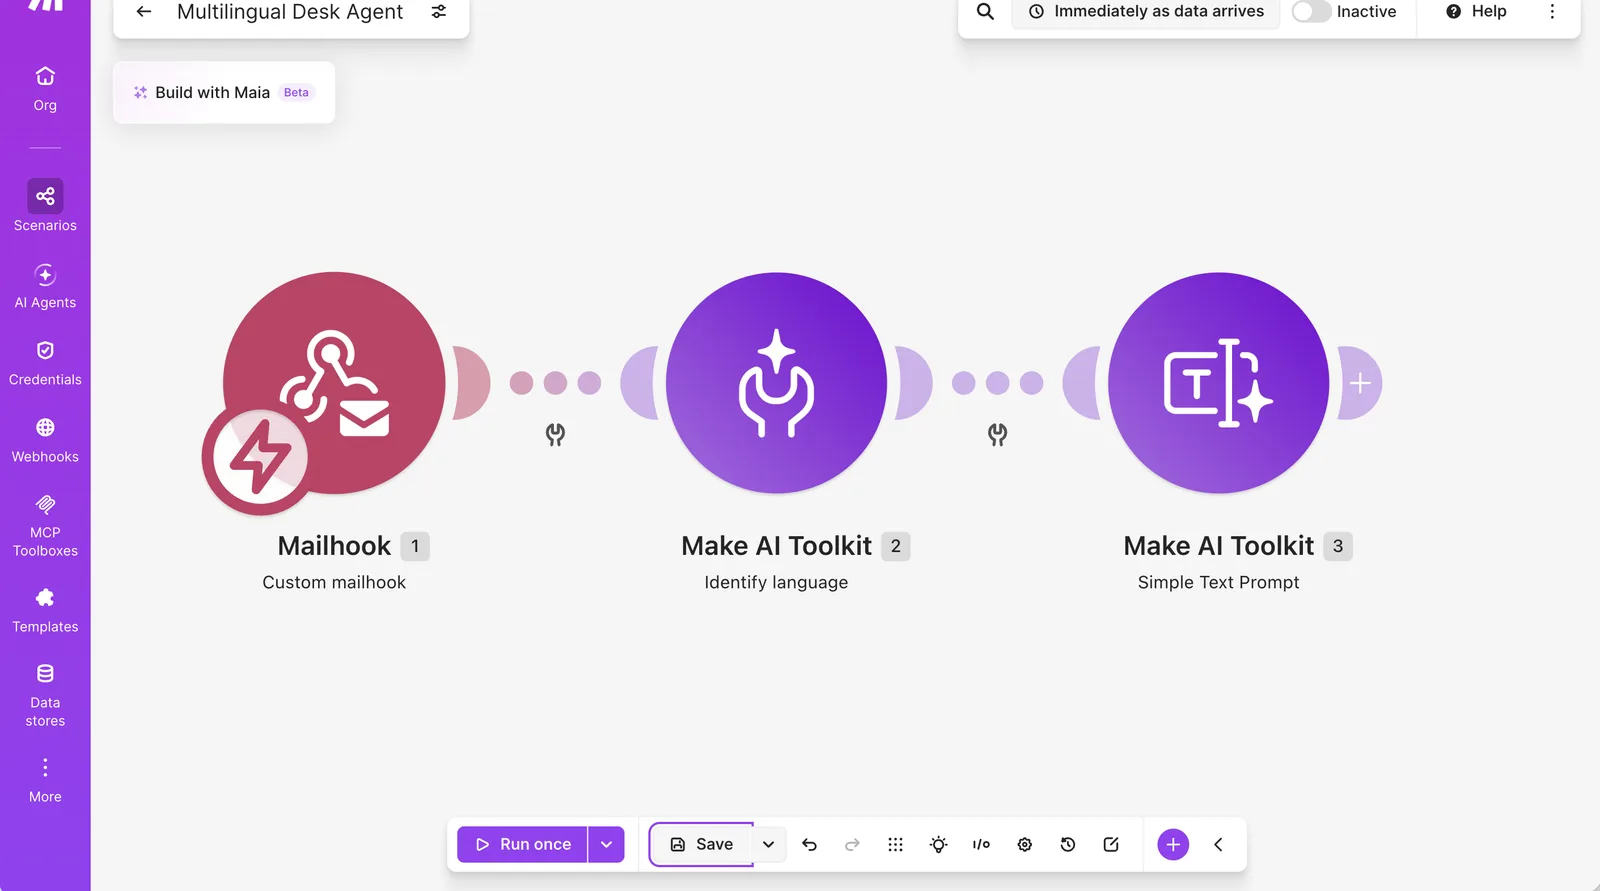 Multilingual Desk Agent
Immediately as data arrives
Inactive
Help
Build with Maia Beta
Org
Scenarios
AI Agents
Credentials
Webhooks
MCP
Toolboxes
Templates
Data
stores
More
Mailhook 1
Custom mailhook
Make AI Toolkit 2
Identify language
T
Make AI Toolkit 3
Simple Text Prompt
Run once
Save